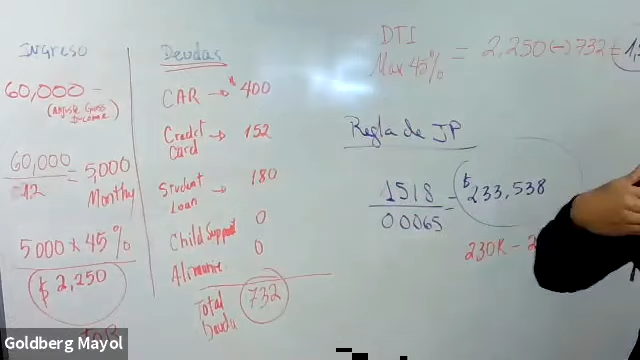 Ingreso
60,000 -
(Adjuste Gross
Income)
60,000 = 5,000
12
Monthly
5000 x 45%
$ 2,250
Deudas
CAR → * 400
Credit → 152
Card
Student → 180
Loan
Child Support 0
Alimonie 0
Total 732
Deuda
DTI
Max 45% = 2,250 (-) 732 =
Regla de JP
1518 = $233,538
0.0065
230K -
Goldberg Mayol